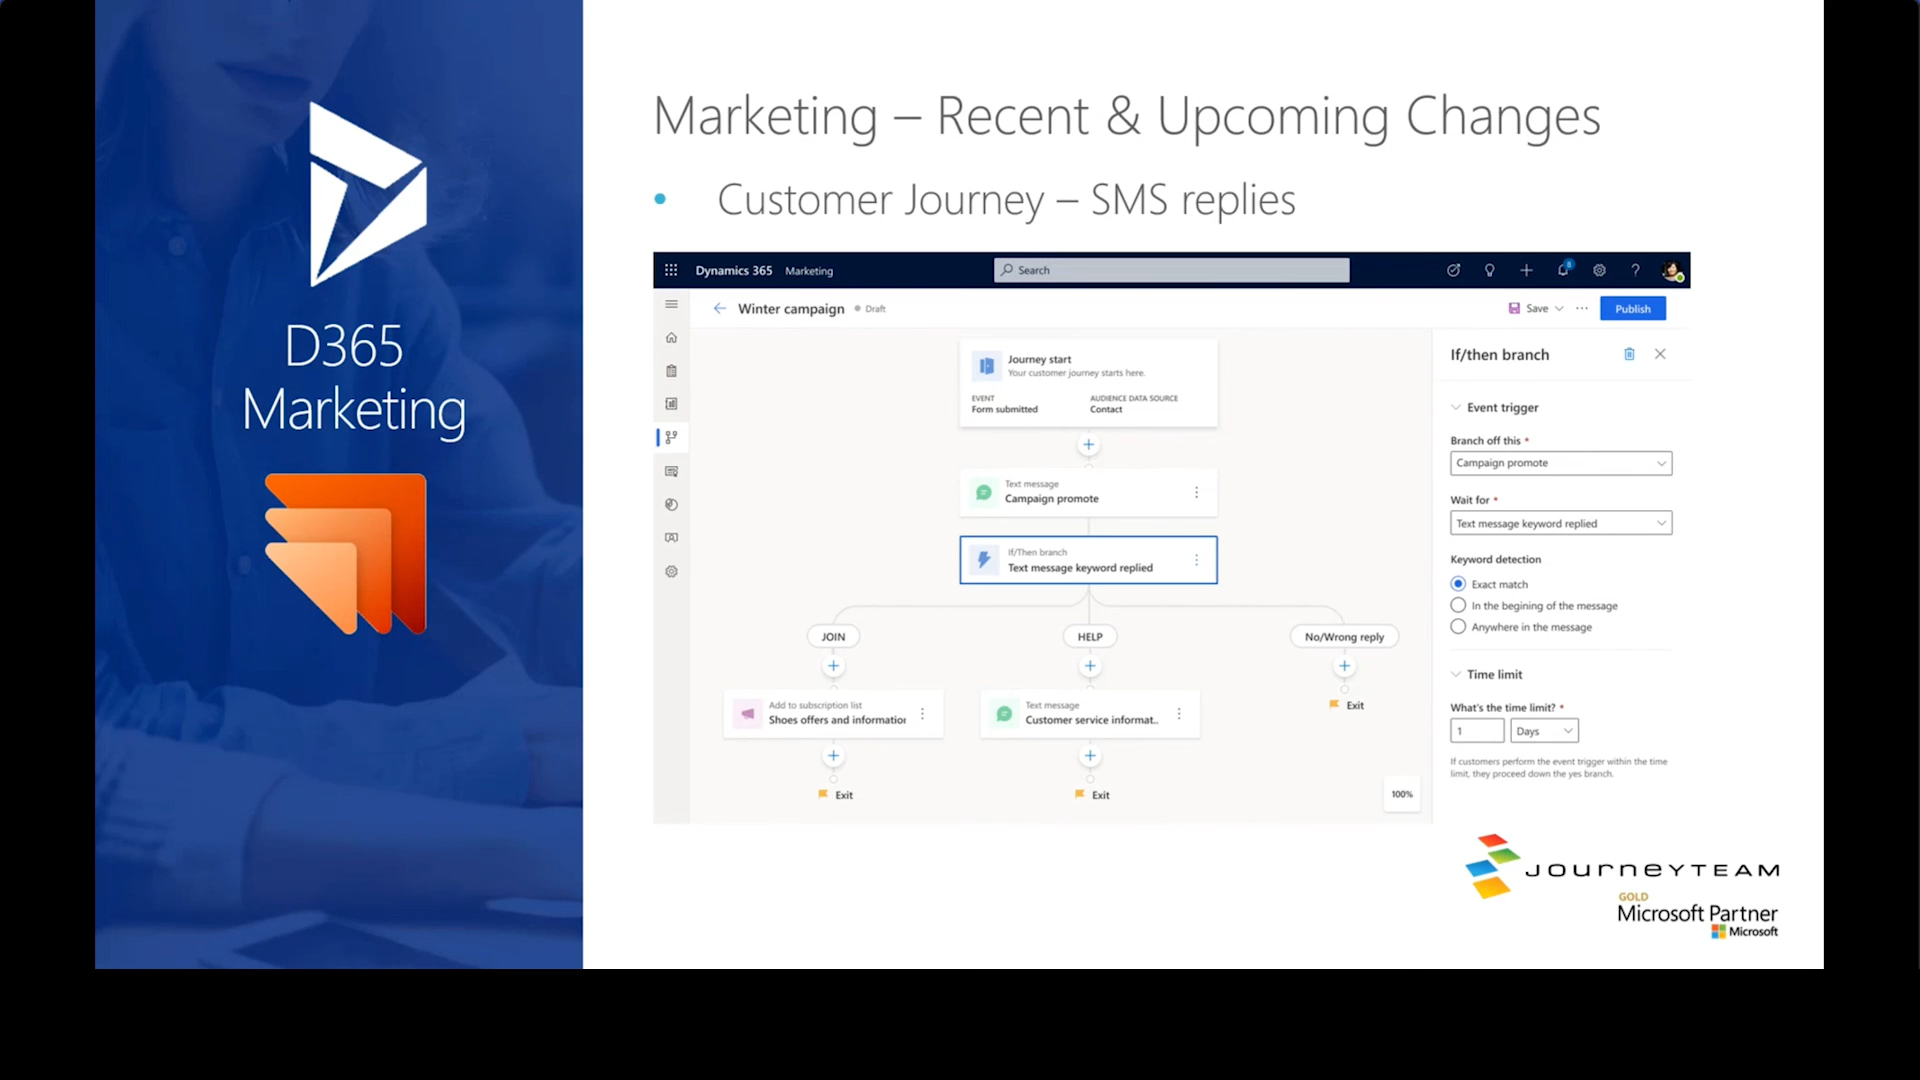 D365
Marketing
Marketing – Recent & Upcoming Changes
• Customer Journey – SMS replies
Dynamics 365 Marketing
Search
8
Winter campaign Draft
Save
Publish
Journey start
Your customer journey starts here.
EVENT AUDIENCE DATA SOURCE
Form submitted Contact
Text message
Campaign promote
If/Then branch
Text message keyword replied
JOIN HELP No/Wrong reply
Add to subscription list
Shoes offers and information
Text message
Customer service informat..
Exit
Exit
Exit
100%
If/then branch
Event trigger
Branch off this *
Campaign promote
Wait for *
Text message keyword replied
Keyword detection
Exact match
In the begining of the message
Anywhere in the message
Time limit
What's the time limit? *
1 Days
If customers perform the event trigger within the time
limit, they proceed down the yes branch.
JOURNEYTEAM
GOLD
Microsoft Partner
Microsoft